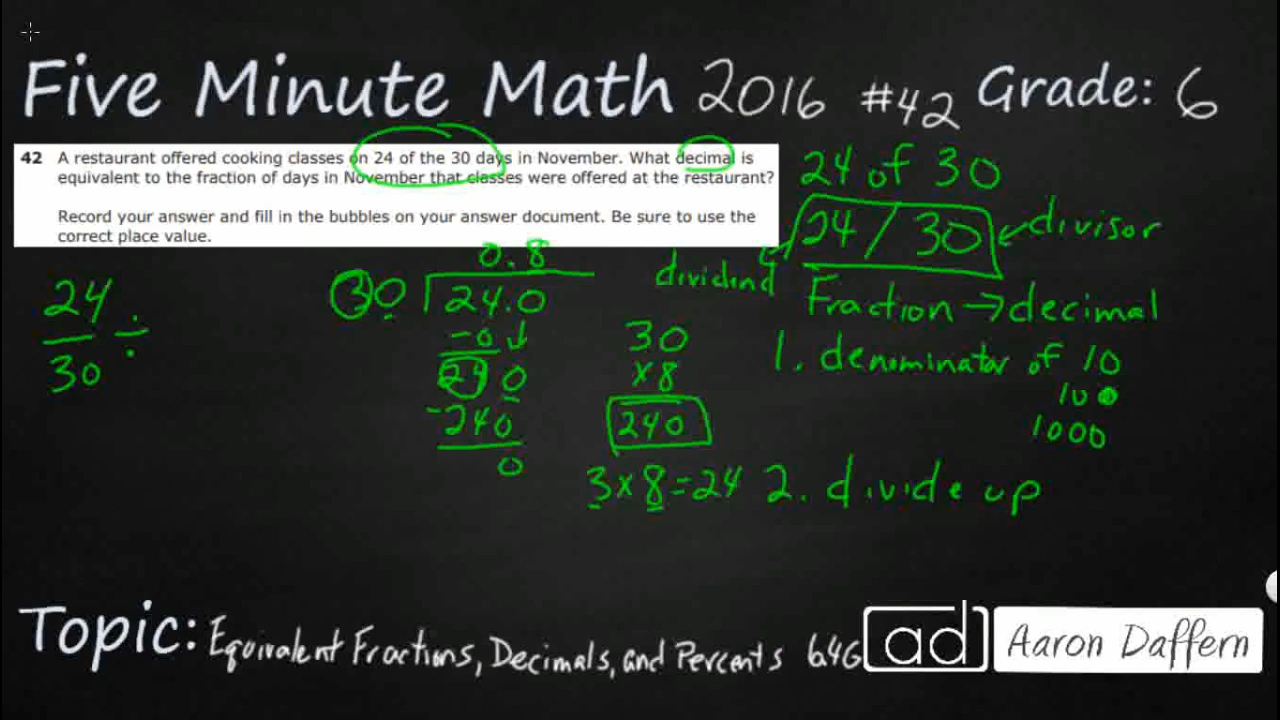 Five Minute Math 2016 #42 Grade: 6
42 A restaurant offered cooking classes on 24 of the 30 days in November. What decimal is
equivalent to the fraction of days in November that classes were offered at the restaurant?
Record your answer and fill in the bubbles on your answer document. Be sure to use the
correct place value.
24 of 30
24 / 30
divisor
dividend
Fraction → decimal
1. denominator of 10
100
1000
2. divide up
24
30
÷
0.8
30 24.0
-0↓
240
-240
0
30
×8
240
3×8=24
Topic: Equivalent Fractions, Decimals, and Percents 6.4G
ad Aaron Daffern